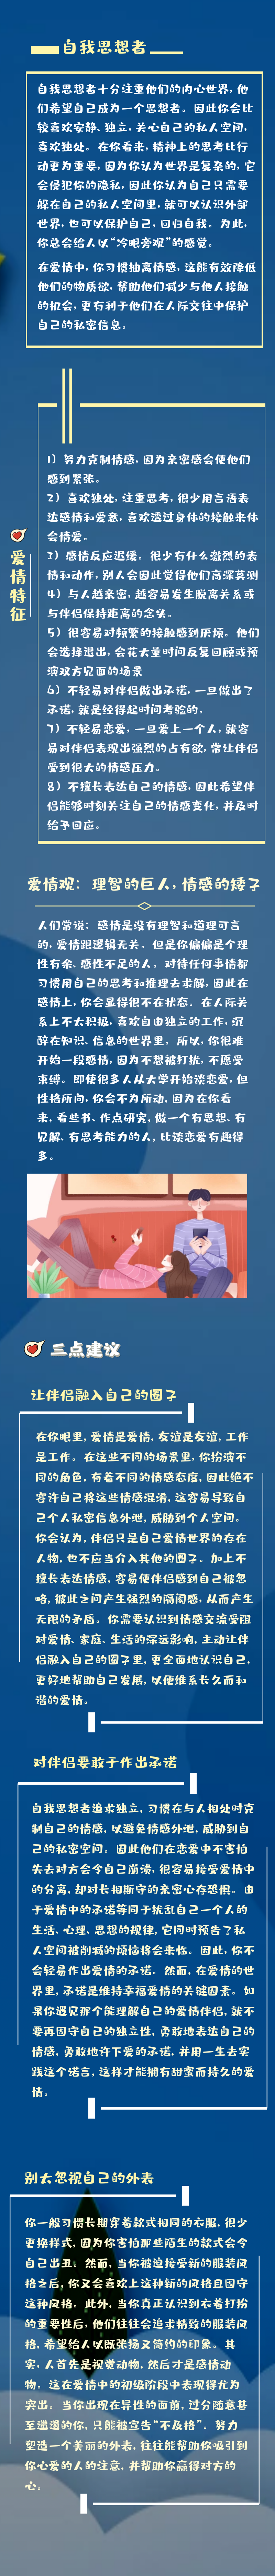 自我思想者
自我思想者十分注重他们的内心世界，他
们希望自己成为一个思想者。因此你会比
较喜欢安静、独立，关心自己的私人空间，
喜欢独处。在你看来，精神上的思考比行
动更为重要，因为你认为世界是复杂的，它
会侵犯你的隐私，因此你认为自己只需要
躲在自己的私人空间里，就可以认识外部
世界，也可以保护自己，回归自我。为此，
你总会给人以“冷眼旁观”的感觉。
在爱情中，你习惯抽离情感，这能有效降低
他们的物质欲，帮助他们减少与他人接触
的机会，更有利于他们在人际交往中保护
自己的私密信息。
爱情特征
1）努力克制情感，因为亲密感会使他们
感到紧张。
2）喜欢独处，注重思考，很少用言语表
达感情和爱意，喜欢透过身体的接触来体
会情爱。
3）感情反应迟缓。很少有什么激烈的表
情和动作，别人会因此觉得他们高深莫测
4）与人越亲密，越容易发生脱离关系或
与伴侣保持距离的念头。
5）很容易对频繁的接触感到厌烦。他们
会选择退出，会花大量时间反复回顾或预
演双方见面的场景
6）不轻易对伴侣做出承诺，一旦做出了
承诺，就是经得起时间考验的。
7）不轻易恋爱，一旦爱上一个人，就容
易对伴侣表现出强烈的占有欲，常让伴侣
受到很大的情感压力。
8）不擅长表达自己的情感，因此希望伴
侣能够时刻关注自己的情感变化，并及时
给予回应。
爱情观：理智的巨人，情感的矮子
人们常说：感情是没有理智和道理可言
的，爱情跟逻辑无关。但是你偏偏是个理
性有余、感性不足的人。对待任何事情都
习惯用自己的思考和推理去求解，因此在
感情上，你会显得很不在状态。在人际关
系上不太积极，喜欢自由独立的工作，沉
醉在知识、信息的世界里。所以，你很难
开始一段感情，因为不想被打扰，不愿受
束缚。即使很多人从大学开始谈恋爱，但
性格所向，你会不为所动，因为在你看
来，看些书、作点研究，做一个有思想、有
见解、有思考能力的人，比谈恋爱有趣得
多。
三点建议
让伴侣融入自己的圈子
在你眼里，爱情是爱情，友谊是友谊，工作
是工作。在这些不同的场景里，你扮演不
同的角色，有着不同的情感态度，因此绝不
容许自己将这些情感混淆，这容易导致自
己个人私密信息外泄，威胁到个人空间。
你会认为，伴侣只是自己爱情世界的存在
人物，也不应当介入其他的圈子。加上不
擅长表达情感，容易使伴侣感到自己被忽
略，彼此之间产生强烈的隔阂感，从而产生
无限的矛盾。你需要认识到情感交流受阻
对爱情、家庭、生活的深远影响，主动让伴
侣融入自己的圈子里，更全面地认识自己，
更好地帮助自己发展，以便维系长久而和
谐的爱情。
对伴侣要敢于作出承诺
自我思想者追求独立，习惯在与人相处时克
制自己的情感，以避免情感外泄，威胁到自
己的私密空间。因此他们在恋爱中不害怕
失去对方会令自己崩溃，很容易接受爱情中
的分离，却对长相厮守的亲密心存恐惧。由
于爱情中的承诺等同于扰乱自己一个人的
生活、心理、思想的规律，它同时预告了私
人空间被削减的烦恼将会来临。因此，你不
会轻易作出爱情的承诺。然而，在爱情的世
界里，承诺是维持幸福爱情的关键因素。如
果你遇见那个能理解自己的爱情伴侣，就不
要再固守自己的独立性，勇敢地表达自己的
情感，勇敢地许下爱的承诺，并用一生去实
践这个诺言，这样才能拥有甜蜜而持久的爱
情。
别太忽视自己的外表
你一般习惯长期穿着款式相同的衣服，很少
更换样式，因为你害怕那些陌生的款式会令
自己出丑。然而，当你被迫接受新的服装风
格之后，你又会喜欢上这种新的风格且固守
这种风格。此外，当你真正认识到衣着打扮
的重要性后，他们往往会追求精致的服装风
格，希望给人以既张扬又简约的印象。其
实，人首先是视觉动物，然后才是感情动
物。这在爱情中的初级阶段中表现得尤为
突出。当你出现在异性的面前，过分随意甚
至邋遢的你，只能被宣告“不及格”。努力
塑造一个美丽的外表，往往能帮助你吸引到
你心爱的人的注意，并帮助你赢得对方的
心。